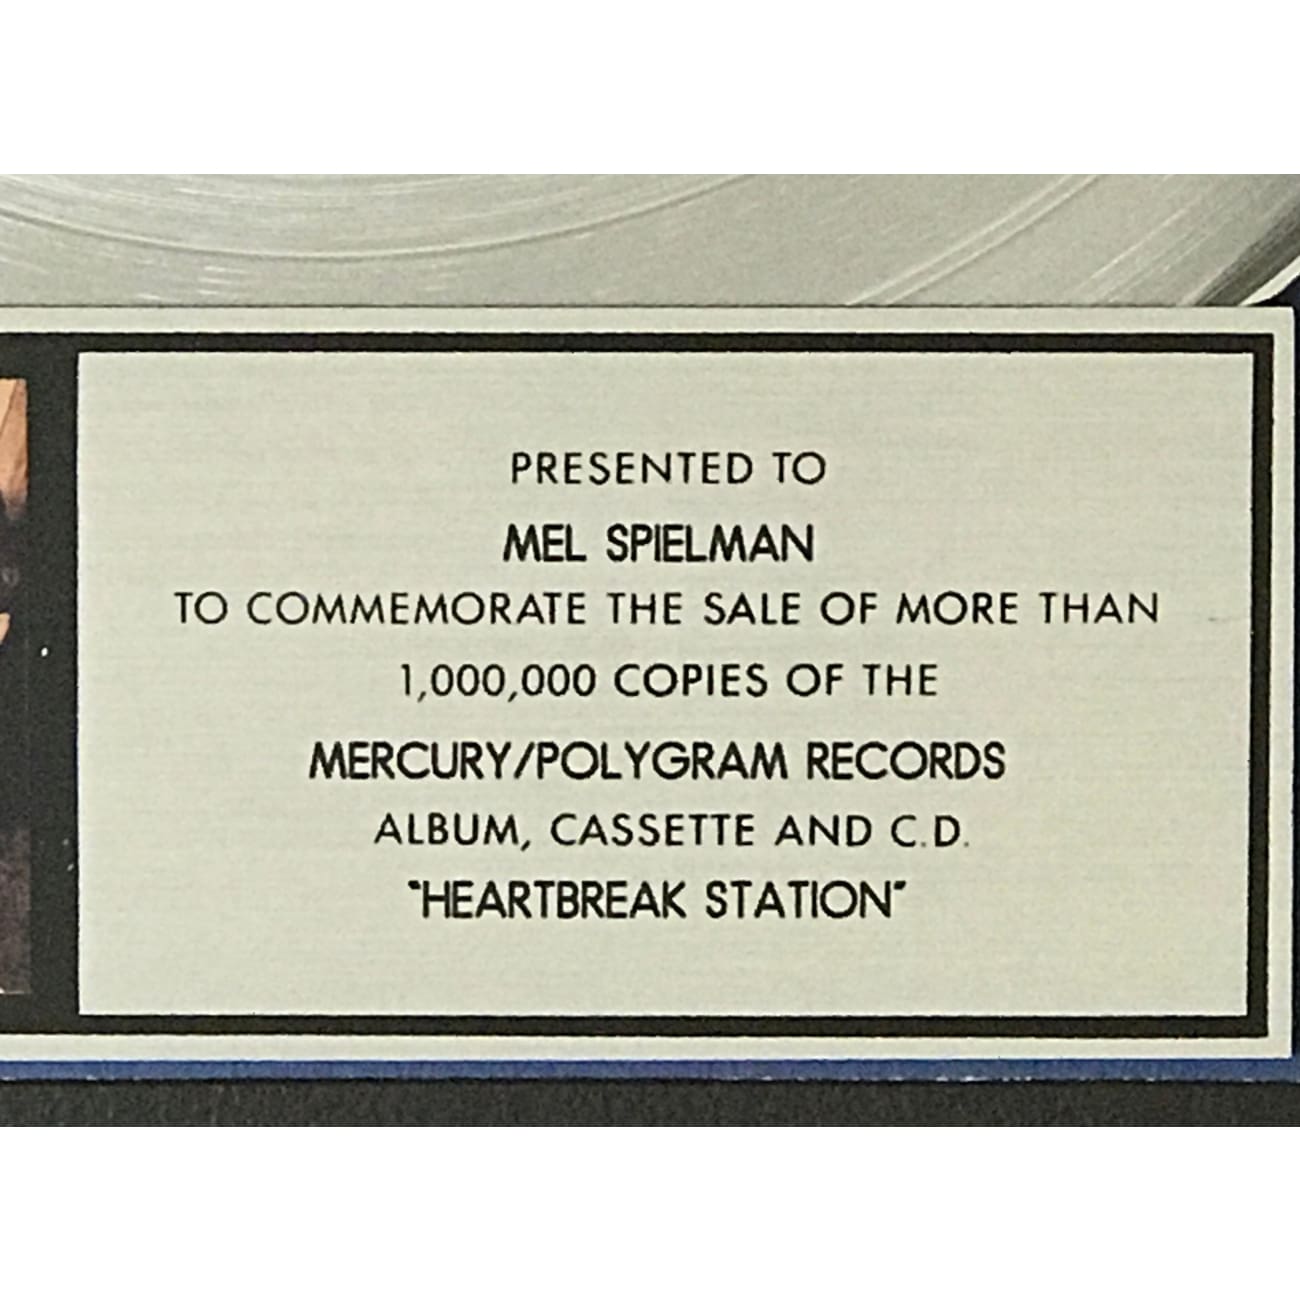 PRESENTED TO
MEL SPIELMAN
TO COMMEMORATE THE SALE OF MORE THAN
1,000,000 COPIES OF THE
MERCURY/POLYGRAM RECORDS
ALBUM, CASSETTE AND C.D.
"HEARTBREAK STATION"